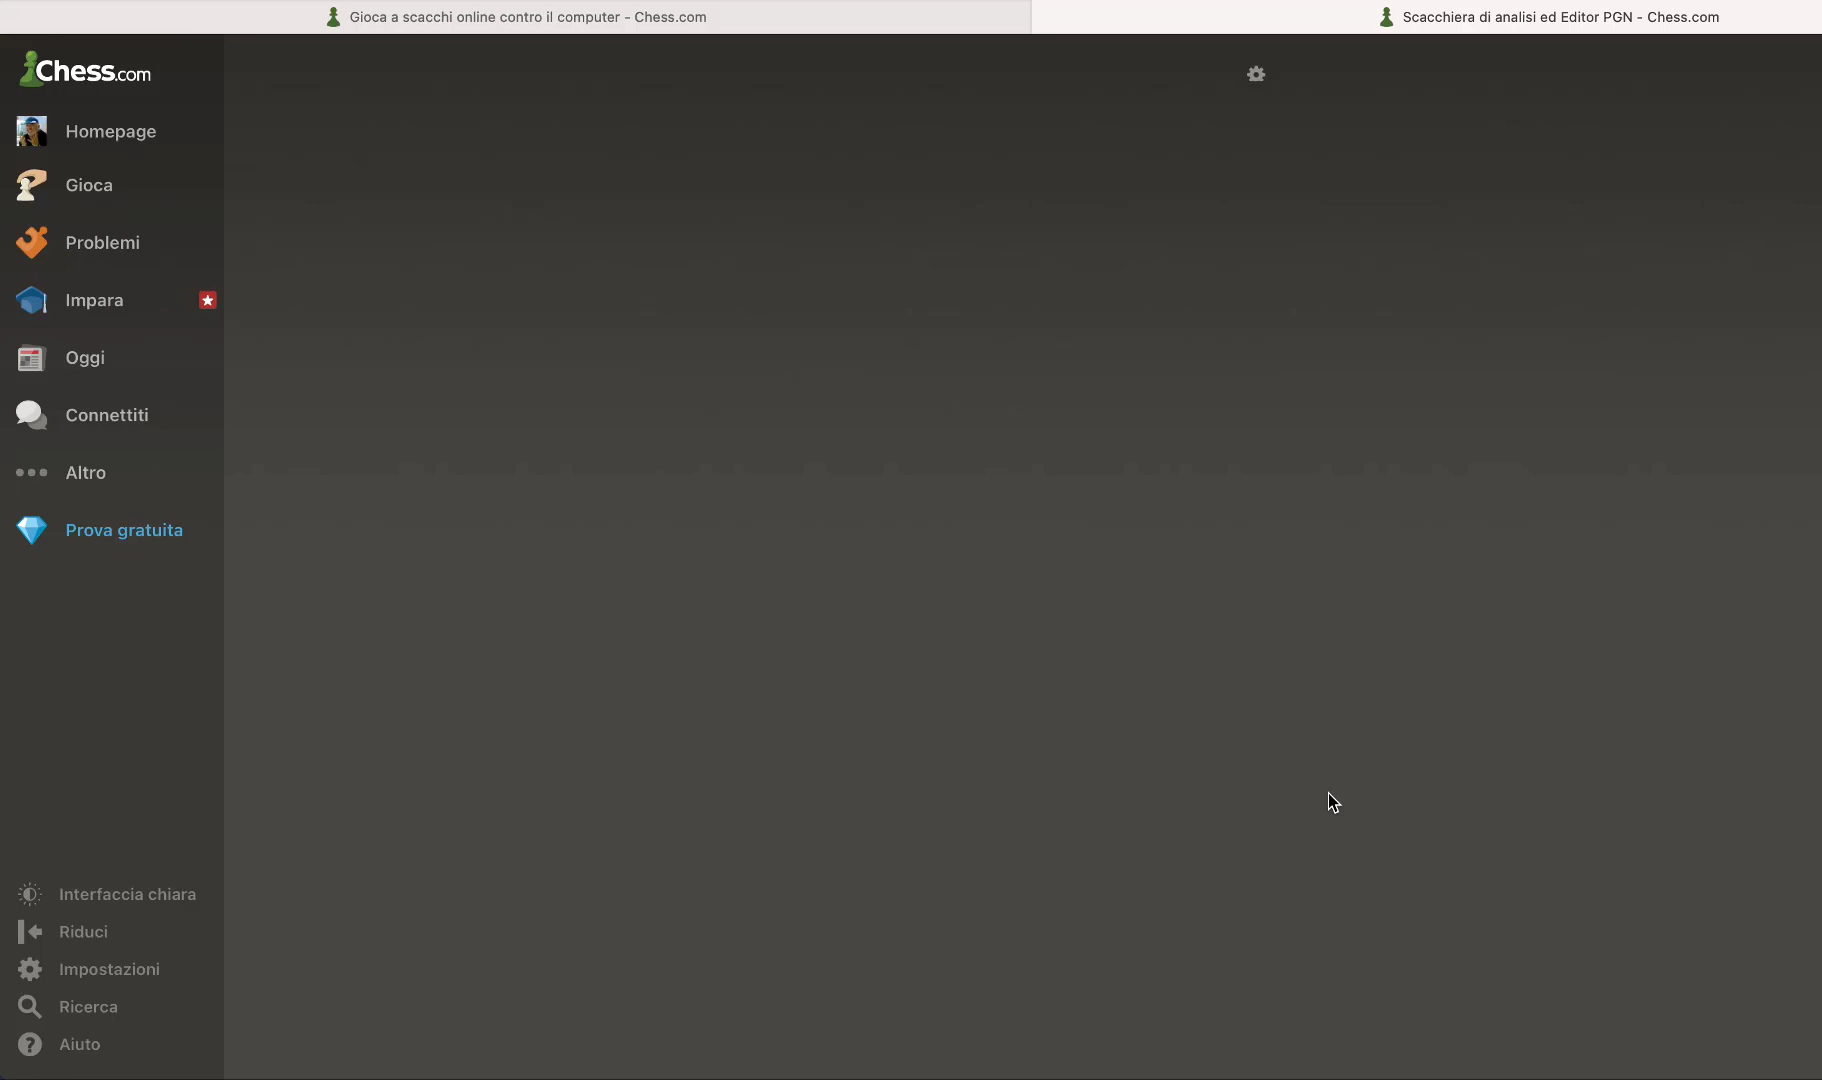 Gioca a scacchi online contro il computer - Chess.com
Scacchiera di analisi ed Editor PGN - Chess.com
Chess.com
Homepage
Gioca
Problemi
Impara
Oggi
Connettiti
Altro
Prova gratuita
Interfaccia chiara
Riduci
Impostazioni
Ricerca
Aiuto